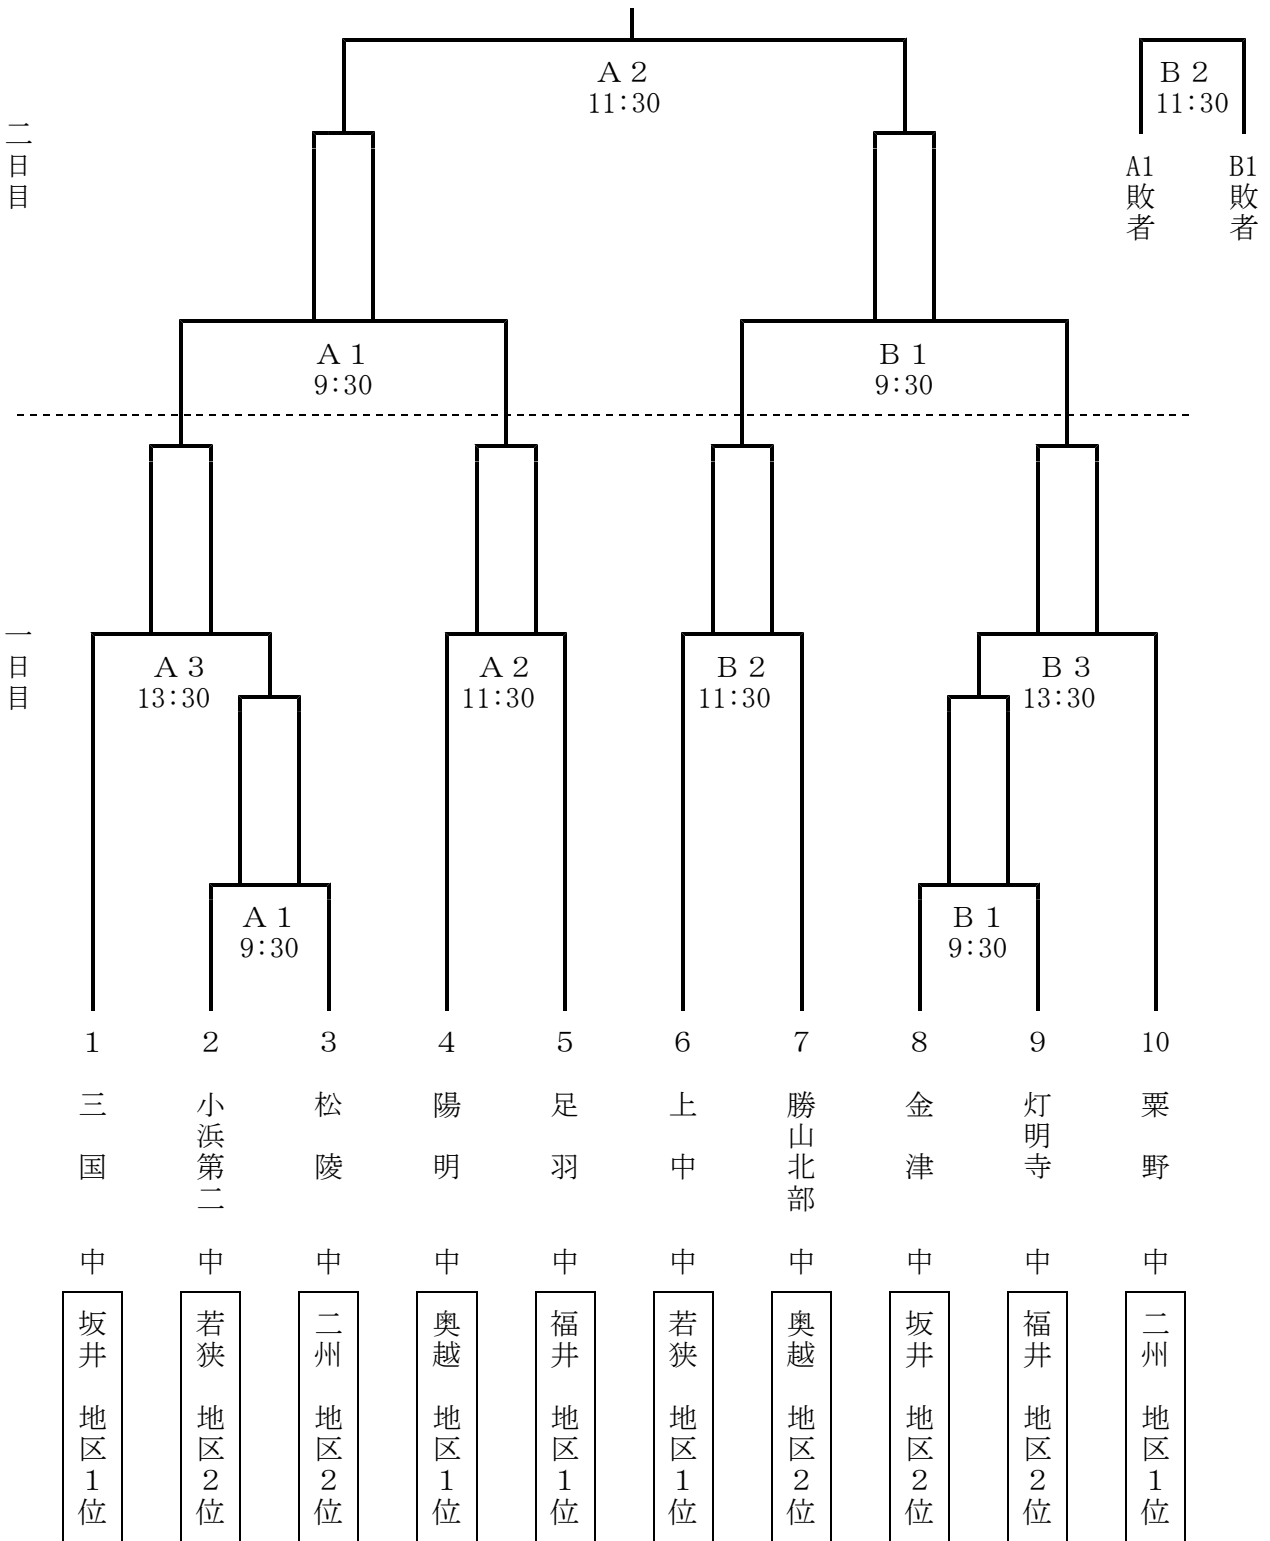 Ａ２
11:30
Ｂ２
11:30
二日目
A1敗者
B1敗者
Ａ１
9:30
Ｂ１
9:30
一日目
Ａ３
13:30
Ａ２
11:30
Ｂ２
11:30
Ｂ３
13:30
Ａ１
9:30
Ｂ１
9:30
１
２
３
４
５
６
７
８
９
10
三国中
小浜第二中
松陵中
陽明中
足羽中
上中中
勝山北部中
金津中
灯明寺中
粟野中
坂井 地区１位
若狭 地区２位
二州 地区２位
奥越 地区１位
福井 地区１位
若狭 地区１位
奥越 地区２位
坂井 地区２位
福井 地区２位
二州 地区１位